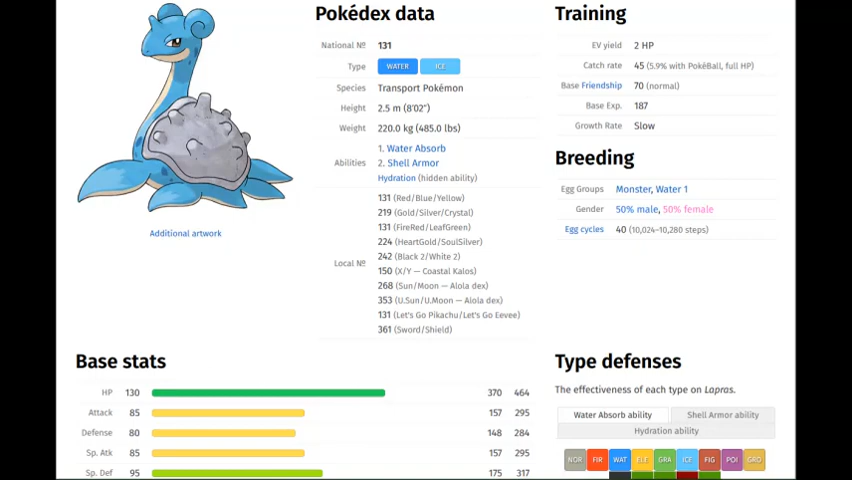 Pokédex data
National № 131
Type WATER ICE
Species Transport Pokémon
Height 2.5 m (8′02″)
Weight 220.0 kg (485.0 lbs)
Abilities 1. Water Absorb
2. Shell Armor
Hydration (hidden ability)
Local № 131 (Red/Blue/Yellow)
219 (Gold/Silver/Crystal)
131 (FireRed/LeafGreen)
224 (HeartGold/SoulSilver)
242 (Black 2/White 2)
150 (X/Y — Coastal Kalos)
268 (Sun/Moon — Alola dex)
353 (U.Sun/U.Moon — Alola dex)
131 (Let's Go Pikachu/Let's Go Eevee)
361 (Sword/Shield)
Additional artwork
Training
EV yield 2 HP
Catch rate 45 (5.9% with PokéBall, full HP)
Base Friendship 70 (normal)
Base Exp. 187
Growth Rate Slow
Breeding
Egg Groups Monster, Water 1
Gender 50% male, 50% female
Egg cycles 40 (10,024–10,280 steps)
Base stats
HP 130 370 464
Attack 85 157 295
Defense 80 148 284
Sp. Atk 85 157 295
Sp. Def 95 175 317
Type defenses
The effectiveness of each type on Lapras.
Water Absorb ability Shell Armor ability
Hydration ability
NOR FIR WAT ELE GRA ICE FIG POI GRO